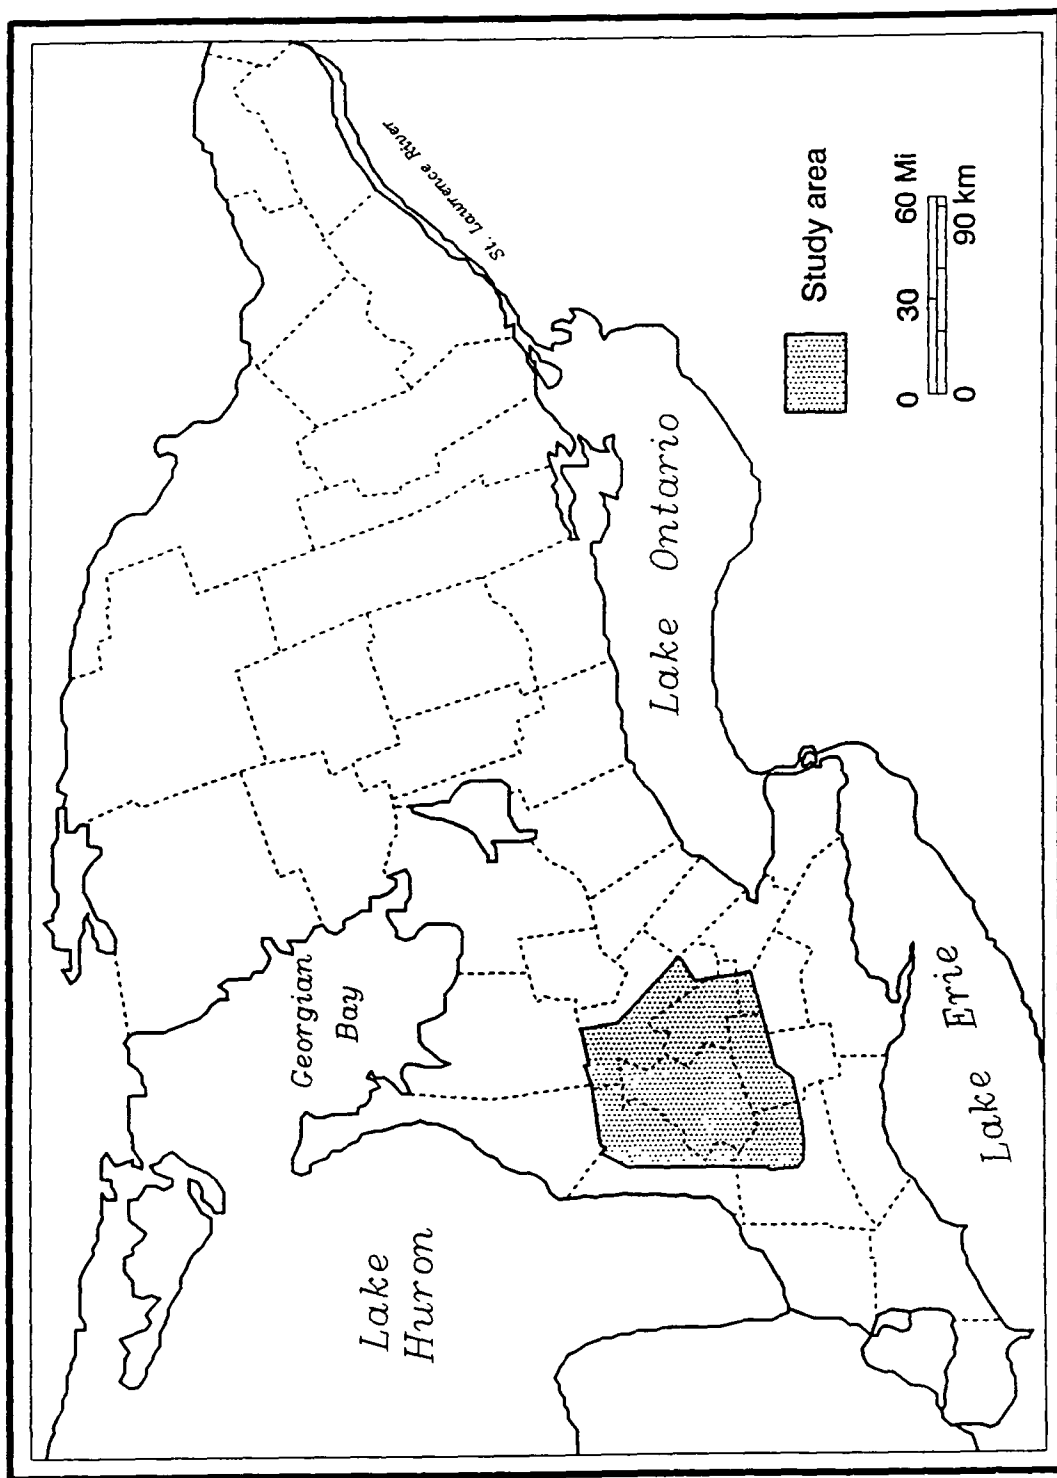 Georgian
Bay
Lake
Huron
St. Lawrence River
Lake Ontario
Lake Erie
Study area
0 30 60 Mi
0 90 km